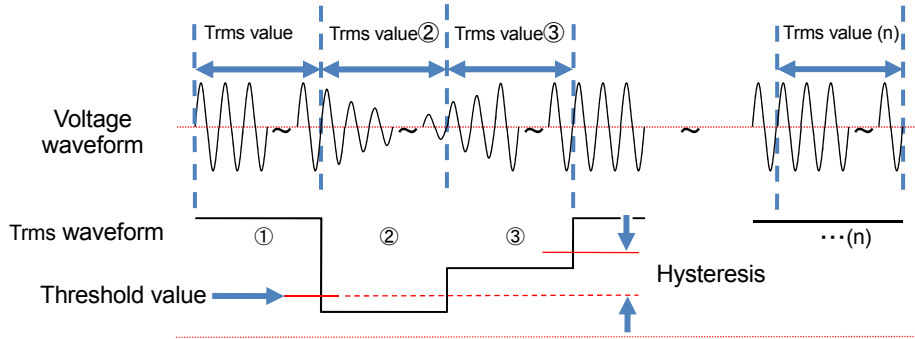 Trms value
Trms value②
Trms value③
Trms value (n)
Voltage
waveform
~
~
~
~
~
Trms waveform
①
②
③
⋯(n)
Hysteresis
Threshold value